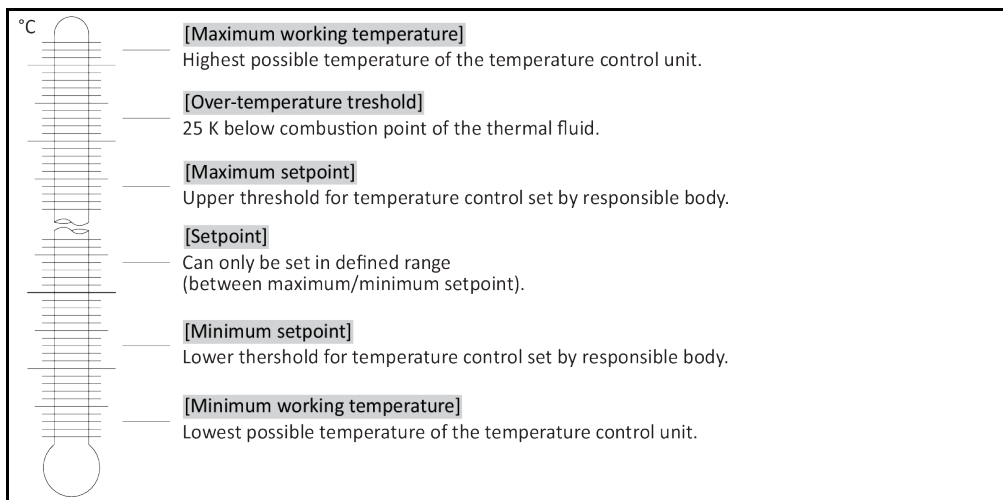 °C
[Maximum working temperature]
Highest possible temperature of the temperature control unit.
[Over-temperature treshold]
25 K below combustion point of the thermal fluid.
[Maximum setpoint]
Upper threshold for temperature control set by responsible body.
[Setpoint]
Can only be set in defined range
(between maximum/minimum setpoint).
[Minimum setpoint]
Lower thershold for temperature control set by responsible body.
[Minimum working temperature]
Lowest possible temperature of the temperature control unit.